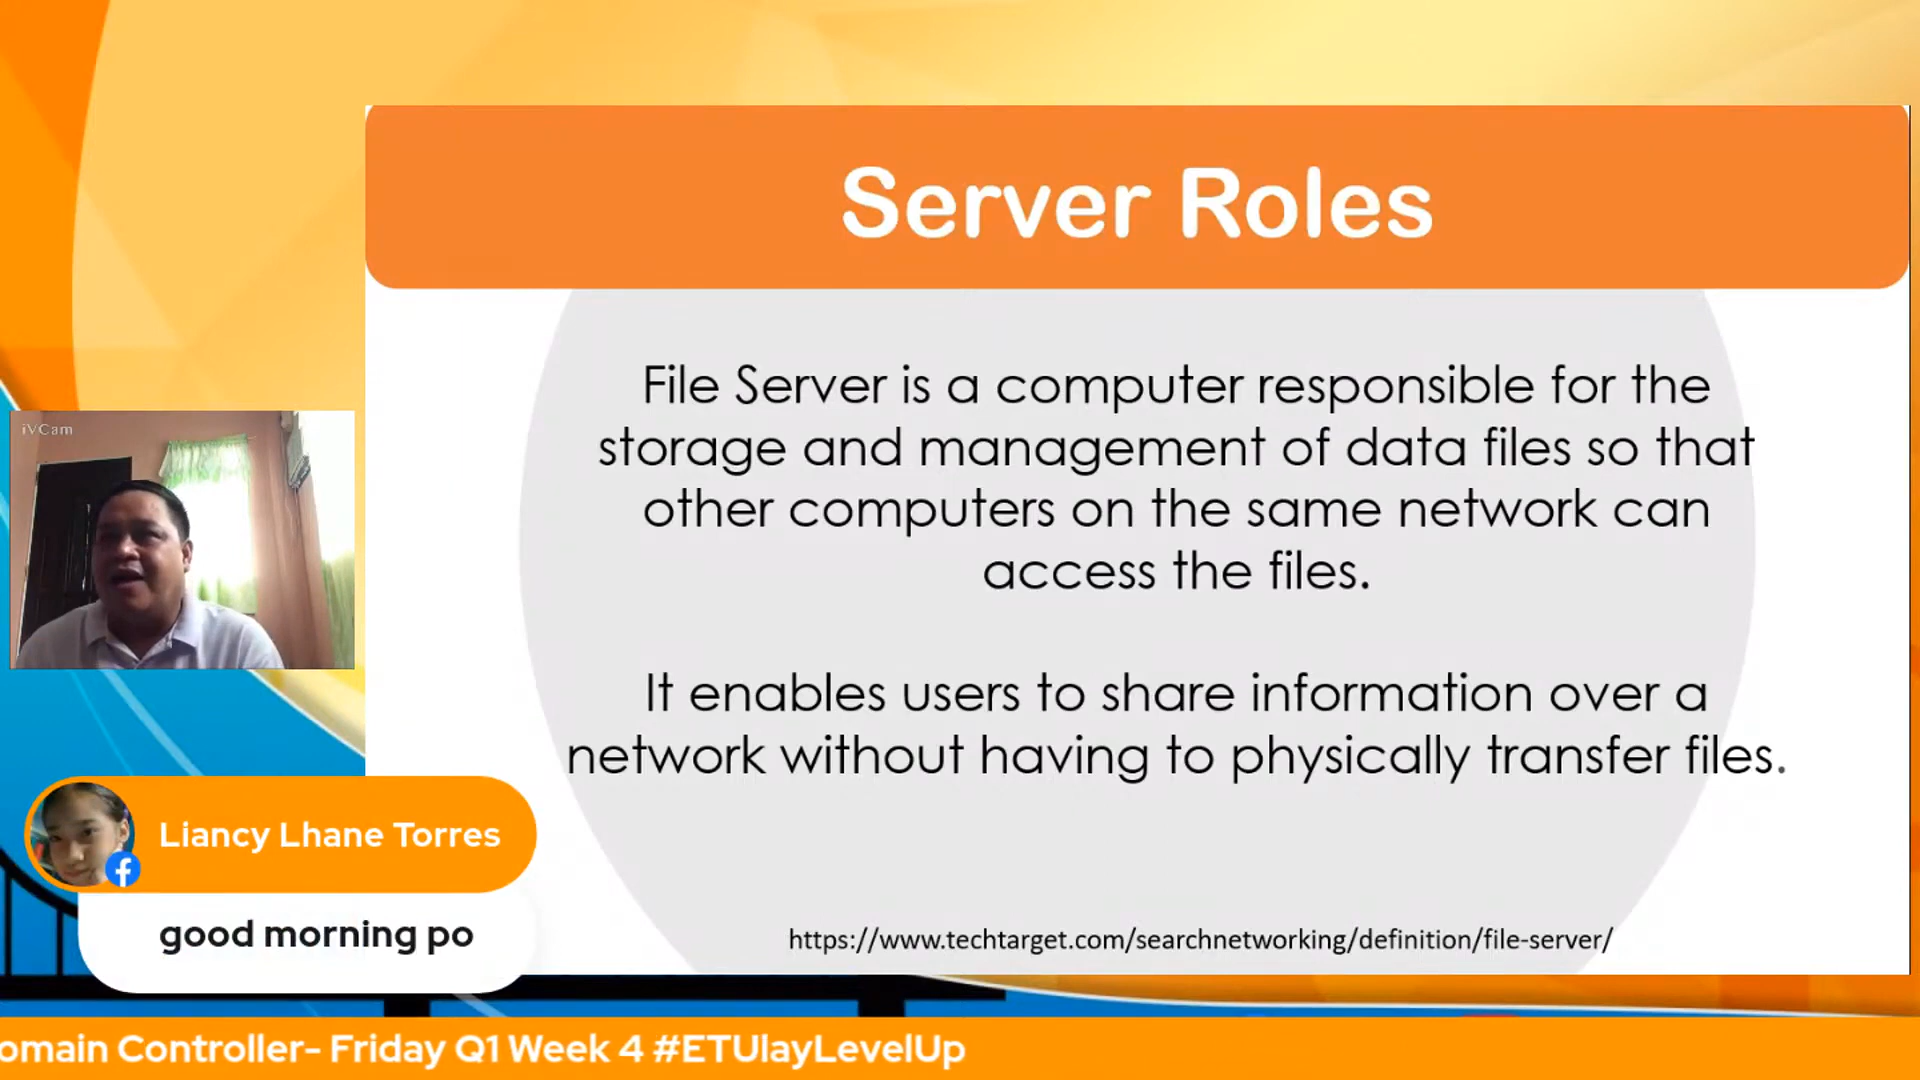 Server Roles
iVCam
File Server is a computer responsible for the
storage and management of data files so that
other computers on the same network can
access the files.
It enables users to share information over a
network without having to physically transfer files.
Liancy Lhane Torres
good morning po
https://www.techtarget.com/searchnetworking/definition/file-server/
omain Controller- Friday Q1 Week 4 #ETUlayLevelUp